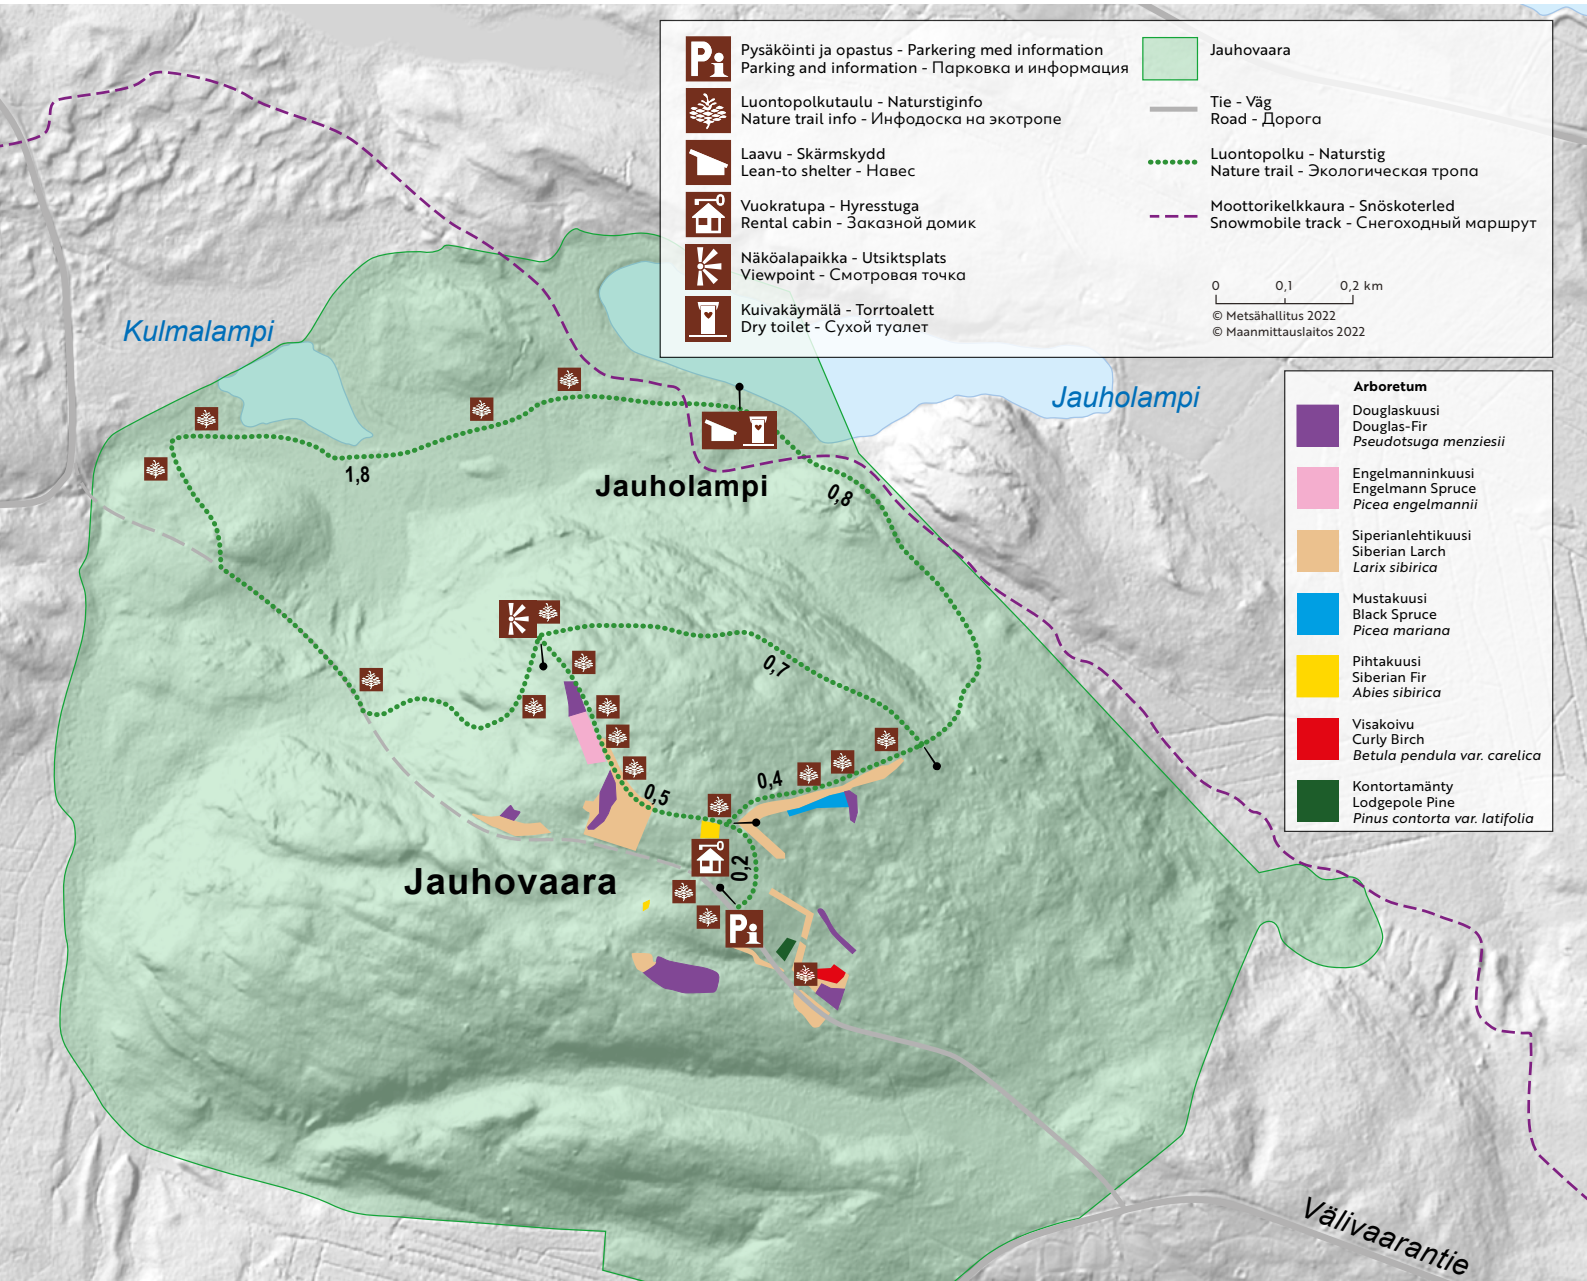 Pi
Pysäköinti ja opastus - Parkering med information
Parking and information - Парковка и информация
Luontopolkutaulu - Naturstiginfo
Nature trail info - Инфодоска на экотропе
Laavu - Skärmskydd
Lean-to shelter - Навес
Vuokratupa - Hyresstuga
Rental cabin - Заказной домик
Näköalapaikka - Utsiktsplats
Viewpoint - Смотровая точка
Kuivakäymälä - Torrtoalett
Dry toilet - Сухой туалет
Jauhovaara
Tie - Väg
Road - Дорога
Luontopolku - Naturstig
Nature trail - Экологическая тропа
Moottorikelkkaura - Snöskoterled
Snowmobile track - Снегоходный маршрут
0 0,1 0,2 km
© Metsähallitus 2022
© Maanmittauslaitos 2022
Kulmalampi
Jauholampi
Arboretum
Douglaskuusi
Douglas-Fir
Pseudotsuga menziesii
Engelmanninkuusi
Engelmann Spruce
Picea engelmannii
Siperianlehtikuusi
Siberian Larch
Larix sibirica
Mustakuusi
Black Spruce
Picea mariana
Pihtakuusi
Siberian Fir
Abies sibirica
Visakoivu
Curly Birch
Betula pendula var. carelica
Kontortamänty
Lodgepole Pine
Pinus contorta var. latifolia
1,8
Jauholampi
0,8
0,7
0,4
0,5
0,2
Jauhovaara
Pi
Välivaarantie